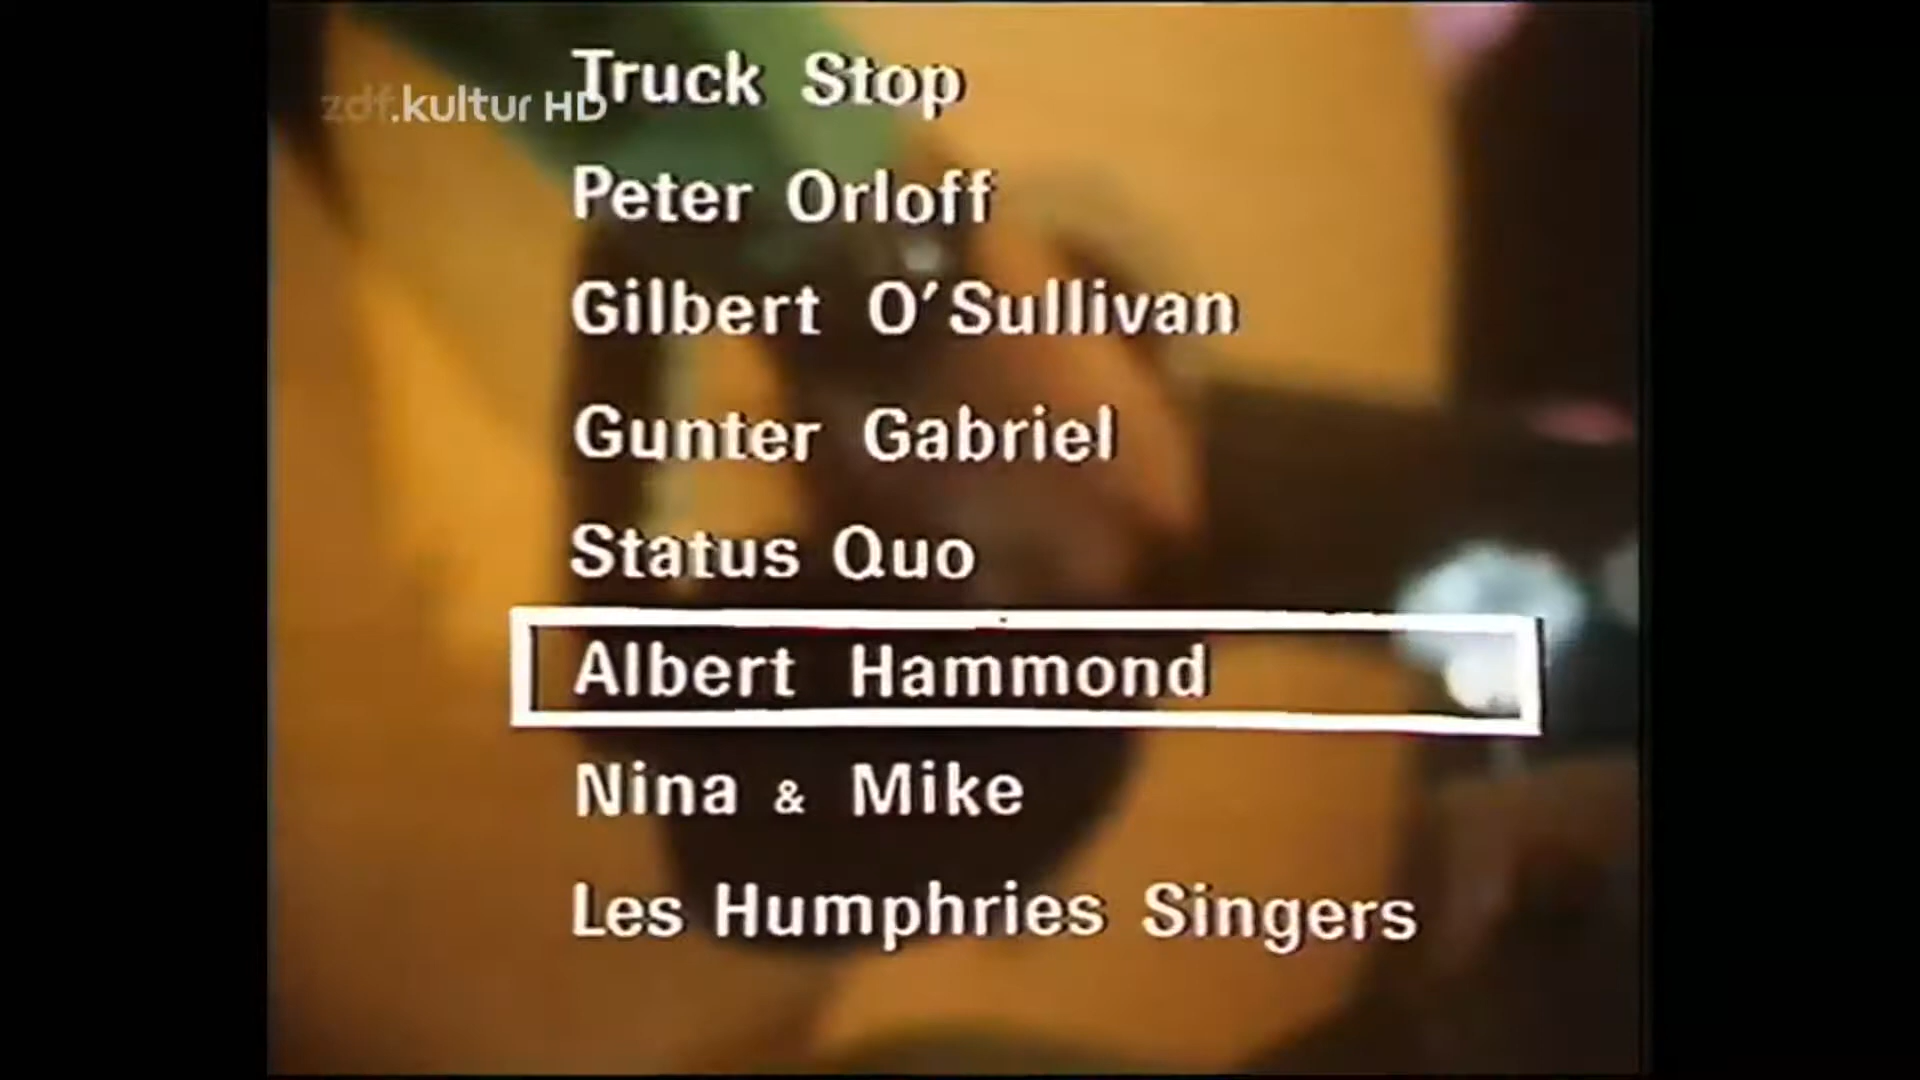 Truck Stop
zdf.kultur HD
Peter Orloff
Gilbert O'Sullivan
Gunter Gabriel
Status Quo
Albert Hammond
Nina & Mike
Les Humphries Singers